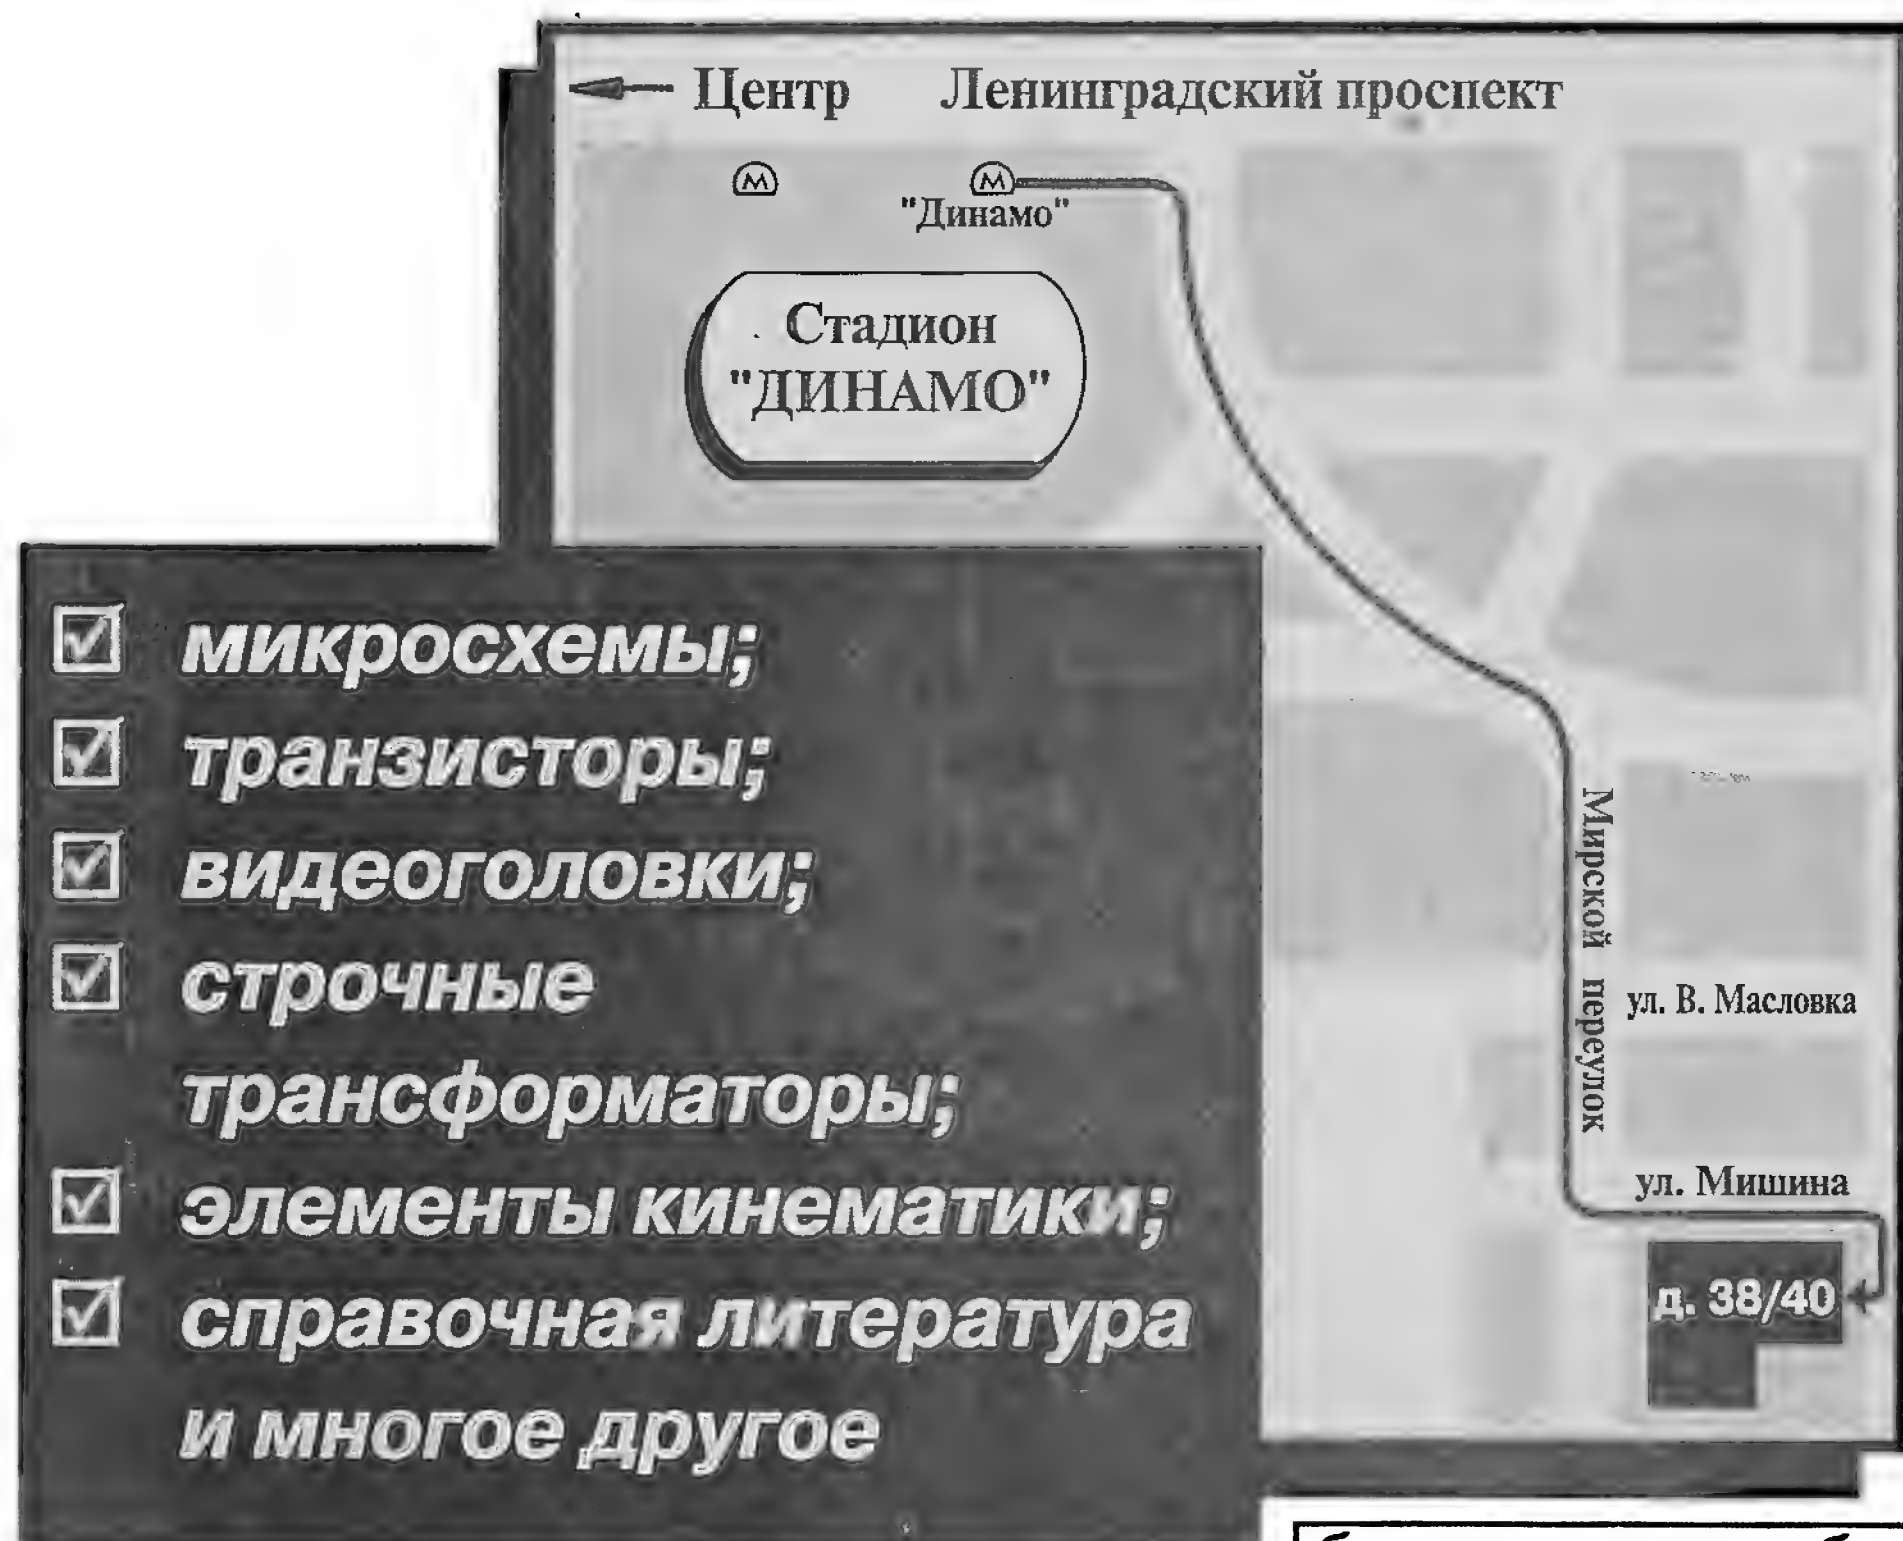 Центр Ленинградский проспект
М М
"Динамо"
Стадион
"ДИНАМО"
микросхемы;
транзисторы;
видеоголовки;
строчные
трансформаторы;
элементы кинематики;
справочная литература
и многое другое
Мирской переулок
ул. В. Масловка
ул. Мишина
д. 38/40